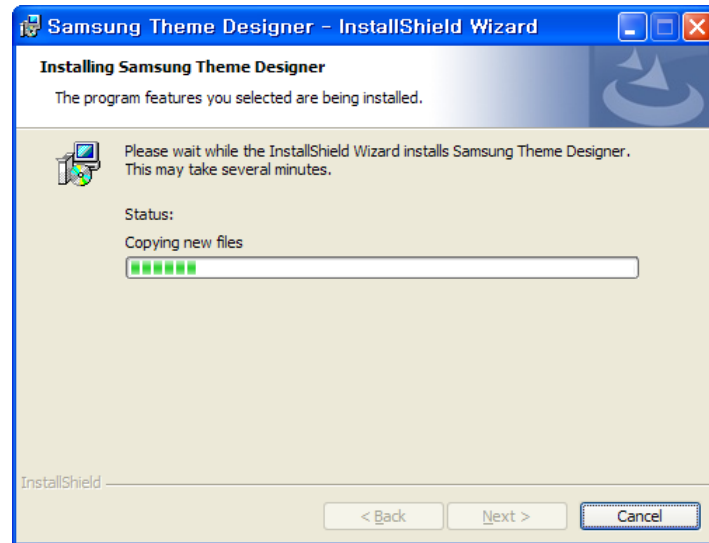 Samsung Theme Designer - InstallShield Wizard
Installing Samsung Theme Designer
The program features you selected are being installed.
Please wait while the InstallShield Wizard installs Samsung Theme Designer.
This may take several minutes.
Status:
Copying new files
InstallShield
< Back Next > Cancel